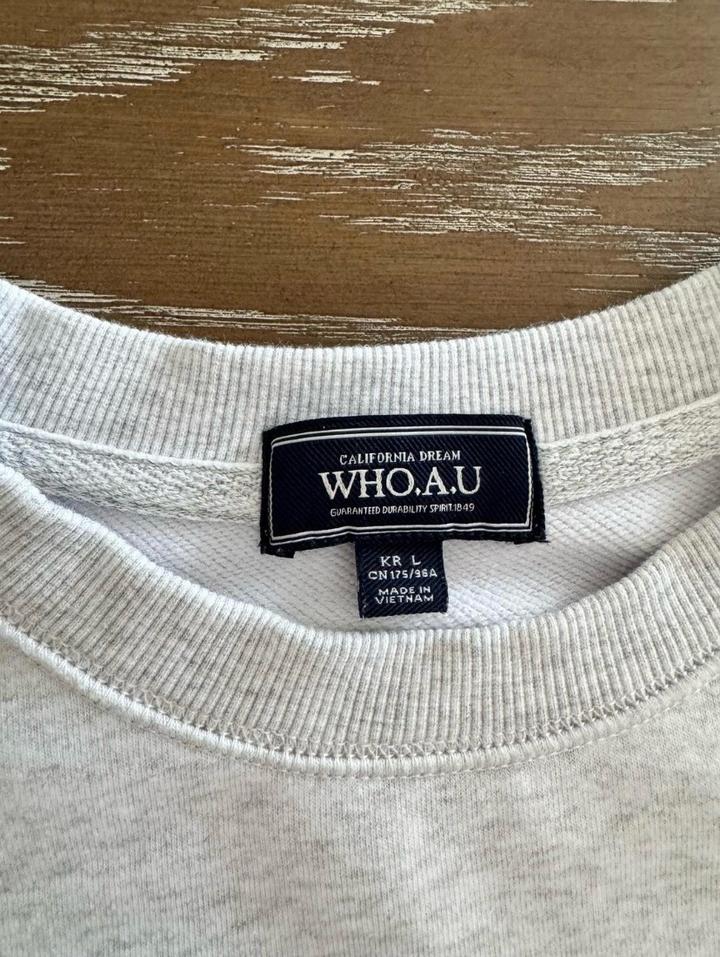 CALIFORNIA DREAM
WHO.A.U
GUARANTEED DURABILITY SPIRIT.1849
KR L
CN 175/96A
MADE IN
VIETNAM